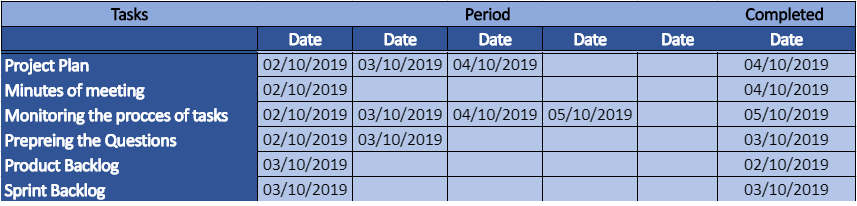 Tasks Period Completed
Date Date Date Date Date Date
Project Plan 02/10/2019 03/10/2019 04/10/2019 04/10/2019
Minutes of meeting 02/10/2019 04/10/2019
Monitoring the procces of tasks 02/10/2019 03/10/2019 04/10/2019 05/10/2019 05/10/2019
Prepreing the Questions 02/10/2019 03/10/2019 03/10/2019
Product Backlog 03/10/2019 02/10/2019
Sprint Backlog 03/10/2019 03/10/2019